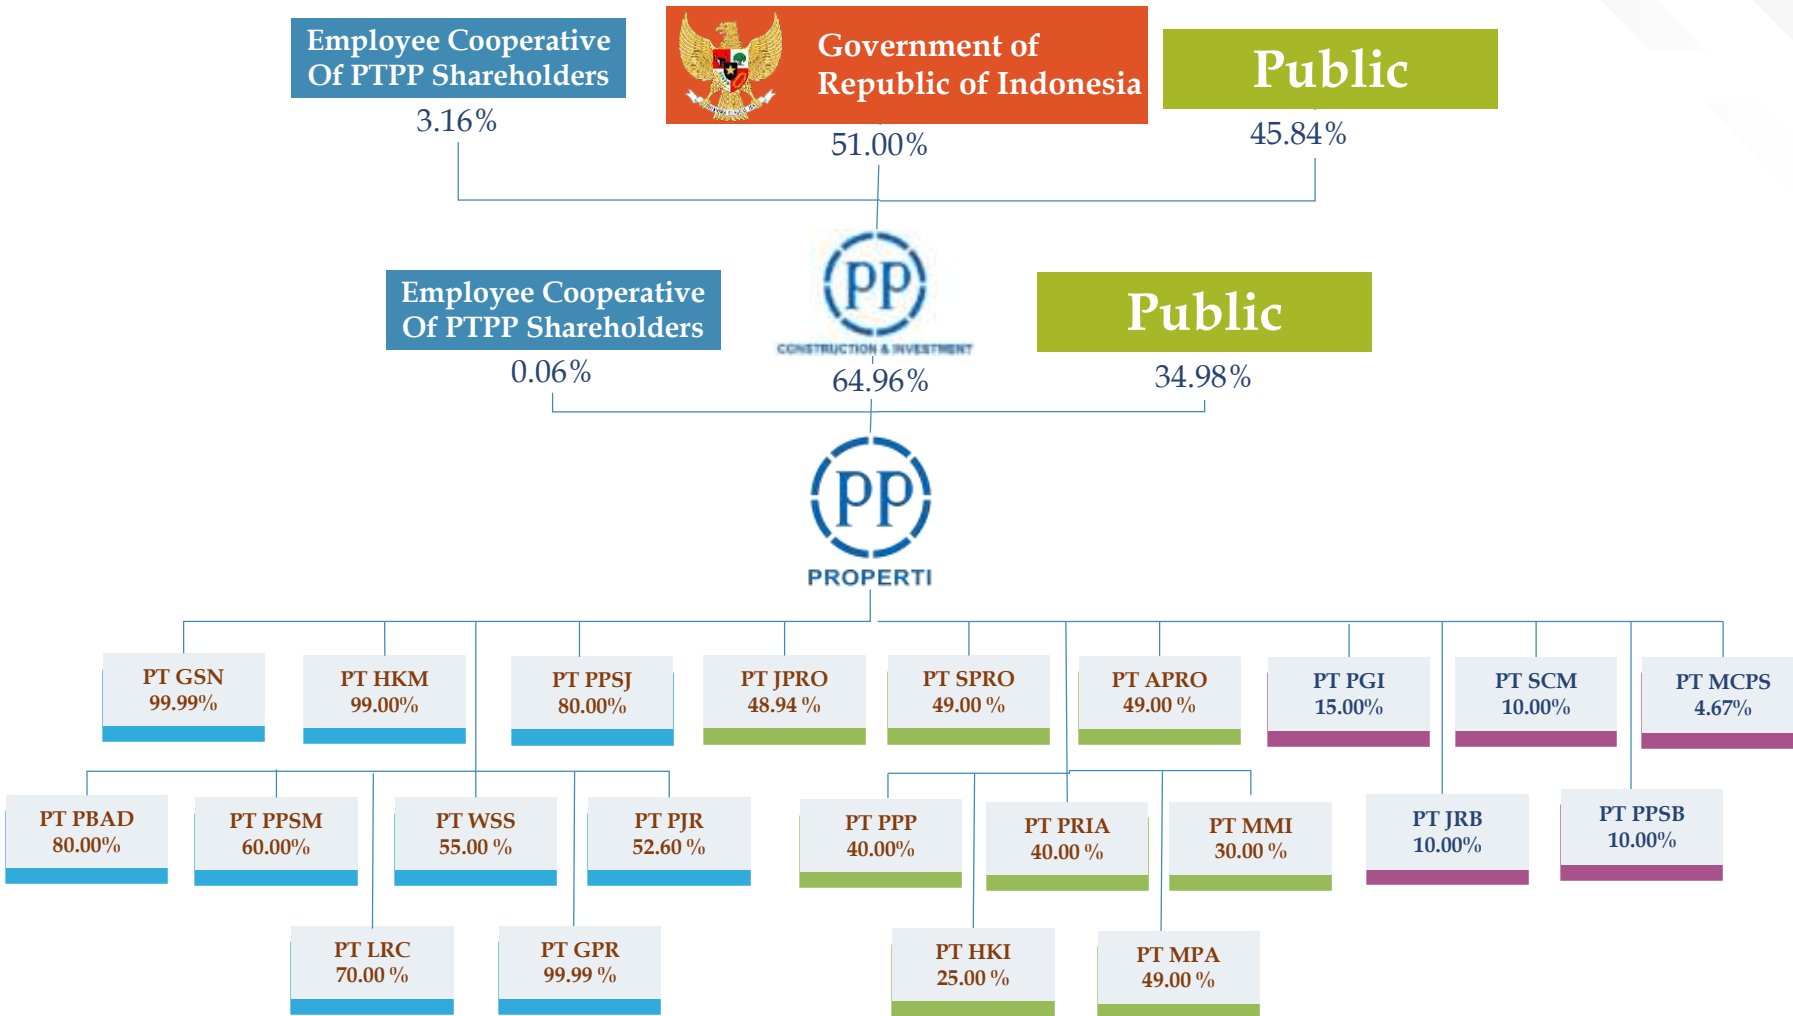 Employee Cooperative
Of PTPP Shareholders
3.16%
Government of
Republic of Indonesia
51.00%
Public
45.84%
pp
CONSTRUCTION & INVESTMENT
64.96%
Employee Cooperative
Of PTPP Shareholders
0.06%
Public
34.98%
pp
PROPERTI
PT GSN
99.99%
PT HKM
99.00%
PT PPSJ
80.00%
PT JPRO
48.94 %
PT SPRO
49.00 %
PT APRO
49.00 %
PT PGI
15.00%
PT SCM
10.00%
PT MCPS
4.67%
PT PBAD
80.00%
PT PPSM
60.00%
PT WSS
55.00 %
PT PJR
52.60 %
PT PPP
40.00%
PT PRIA
40.00 %
PT MMI
30.00 %
PT JRB
10.00%
PT PPSB
10.00%
PT LRC
70.00 %
PT GPR
99.99 %
PT HKI
25.00 %
PT MPA
49.00 %